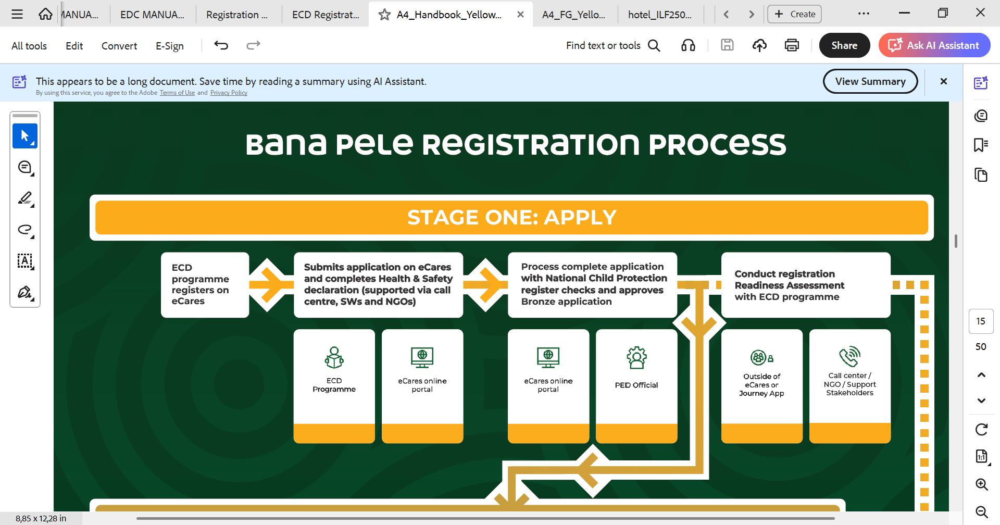 MANUA...
EDC MANUA...
Registration ...
ECD Registrat...
A4_Handbook_Yellow...
A4_FG_Yello...
hotel_ILF250...
Create
All tools
Edit
Convert
E-Sign
Find text or tools
Share
Ask AI Assistant
This appears to be a long document. Save time by reading a summary using AI Assistant.
By using this service, you agree to the Adobe Terms of Use and Privacy Policy
View Summary
Bana Pele Registration Process
STAGE ONE: APPLY
ECD
programme
registers on
eCares
Submits application on eCares
and completes Health & Safety
declaration (supported via call
centre, SWs and NGOs)
Process complete application
with National Child Protection
register checks and approves
Bronze application
Conduct registration
Readiness Assessment
with ECD programme
ECD
Programme
eCares online
portal
eCares online
portal
PED Official
Outside of
eCares or
Journey App
Call center /
NGO / Support
Stakeholders
15
50
1:1
8,85 x 12,28 in